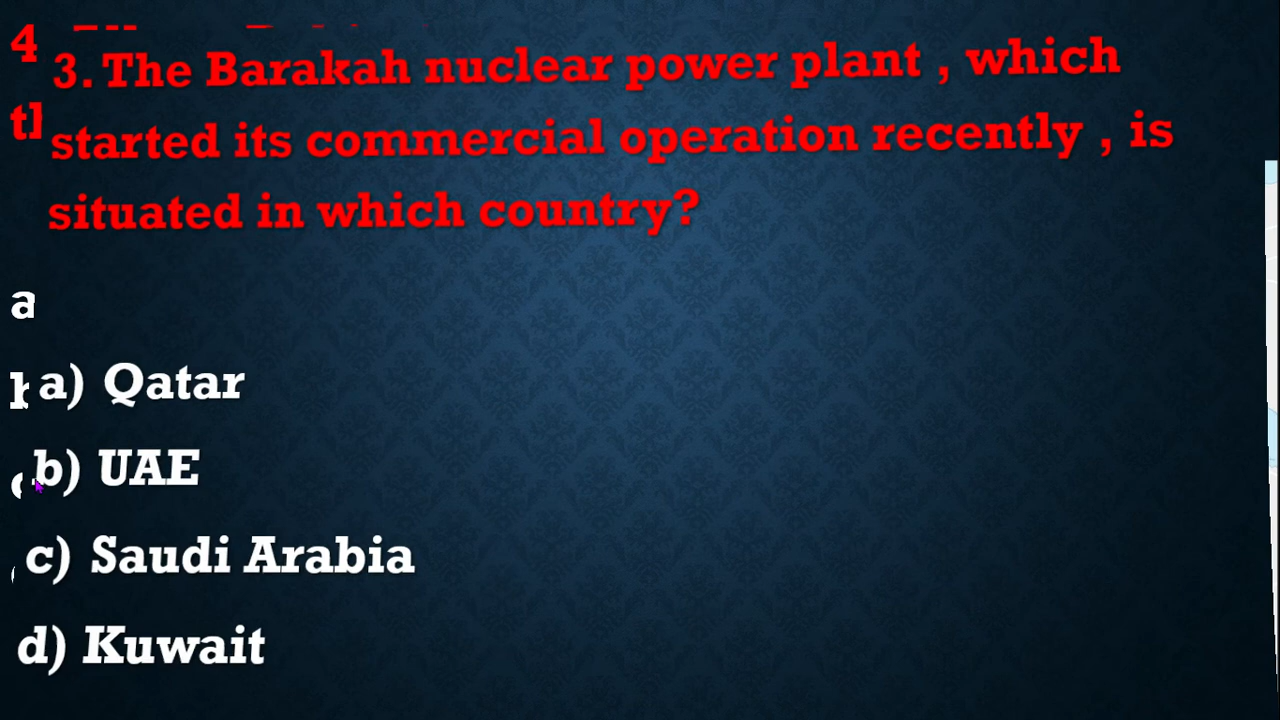 4
3. The Barakah nuclear power plant , which
started its commercial operation recently , is
situated in which country?
a
a) Qatar
b) UAE
c) Saudi Arabia
d) Kuwait